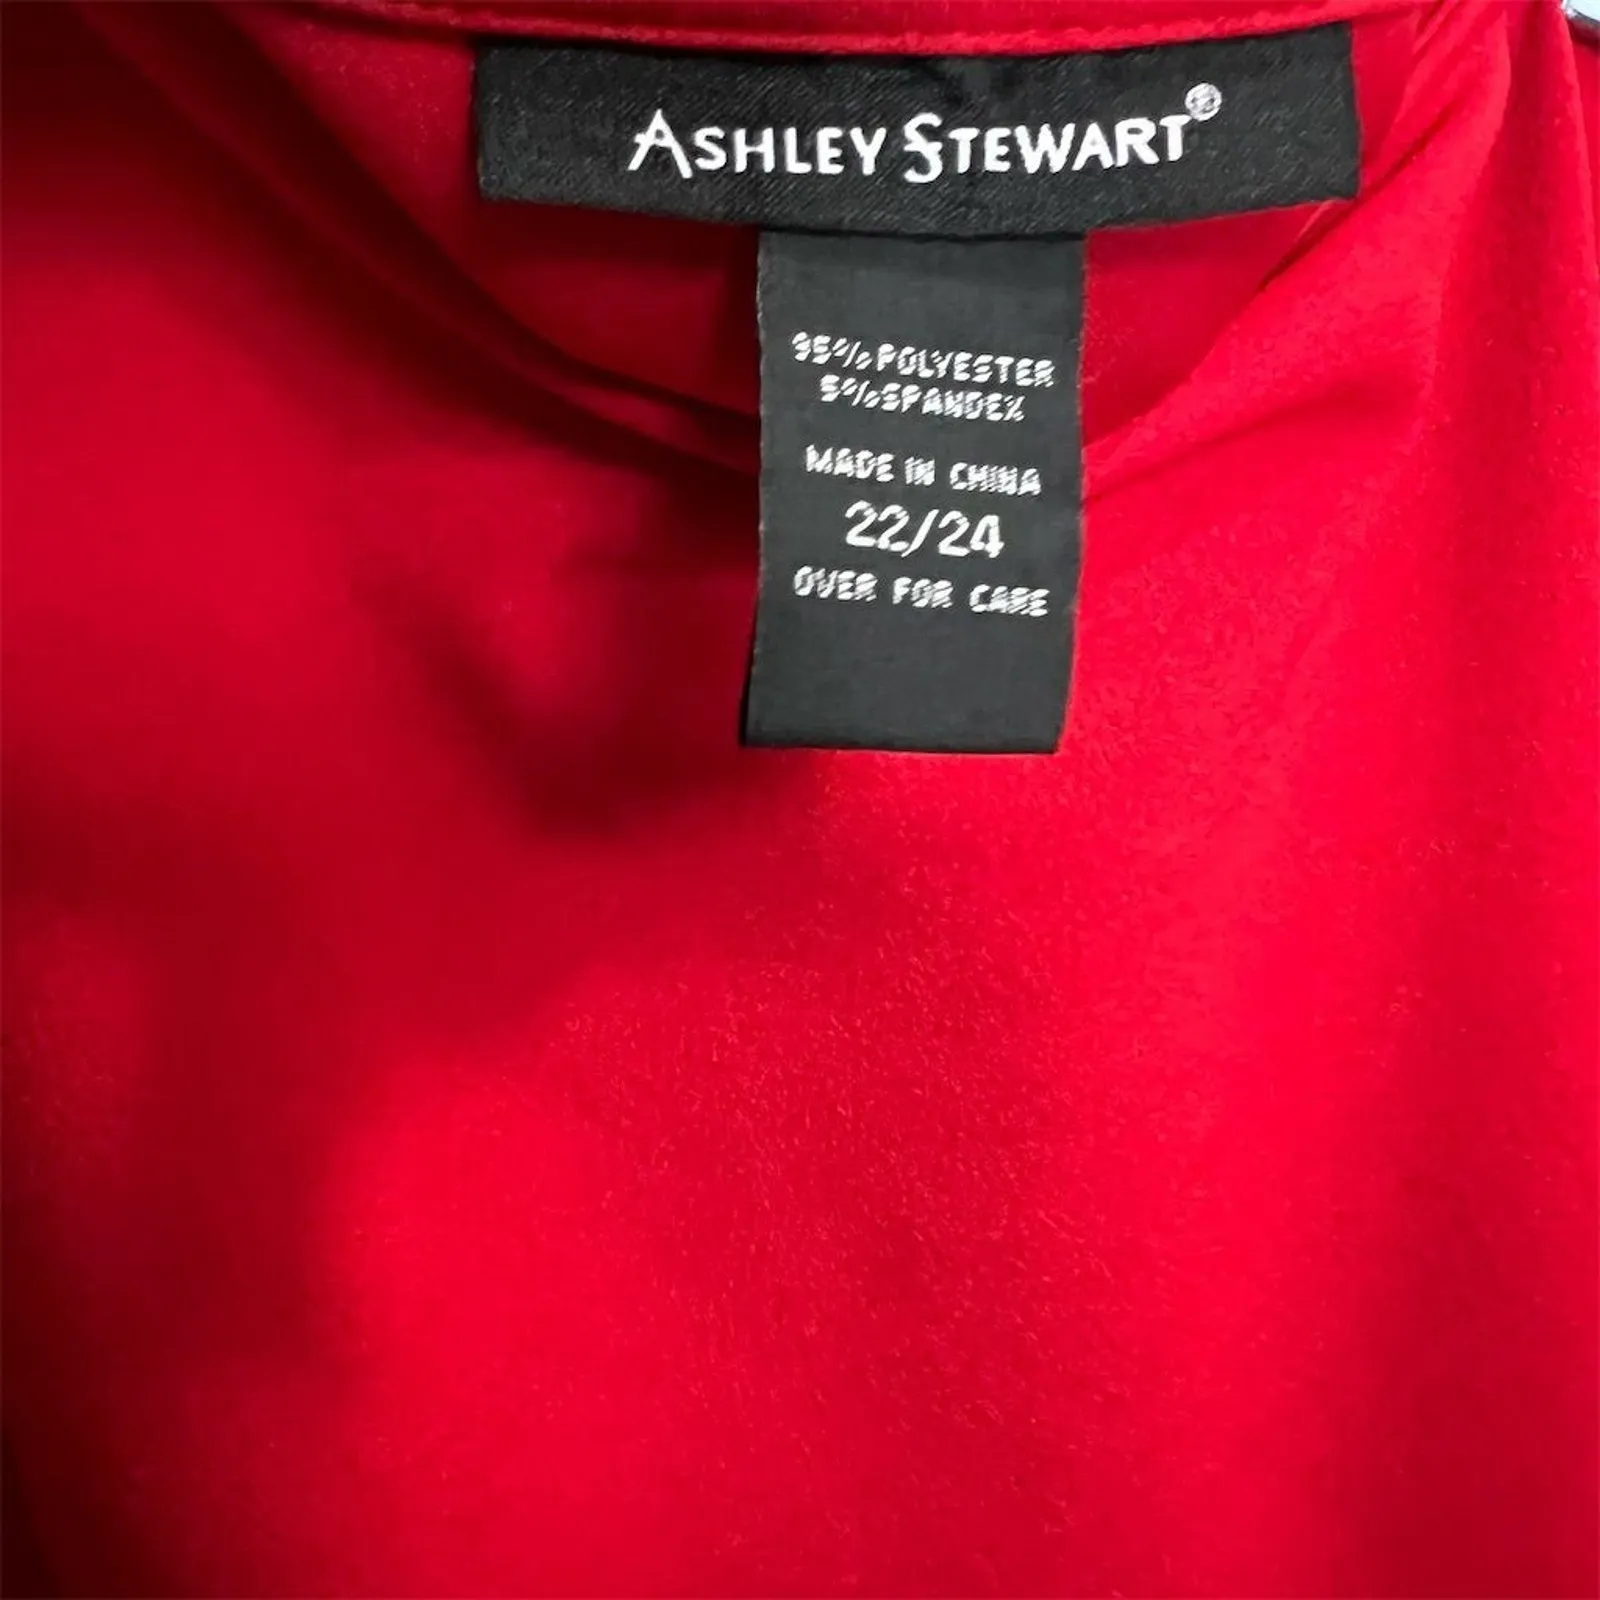 ASHLEY STEWART®
95% POLYESTER
5% SPANDEX
MADE IN CHINA
22/24
OVER FOR CARE